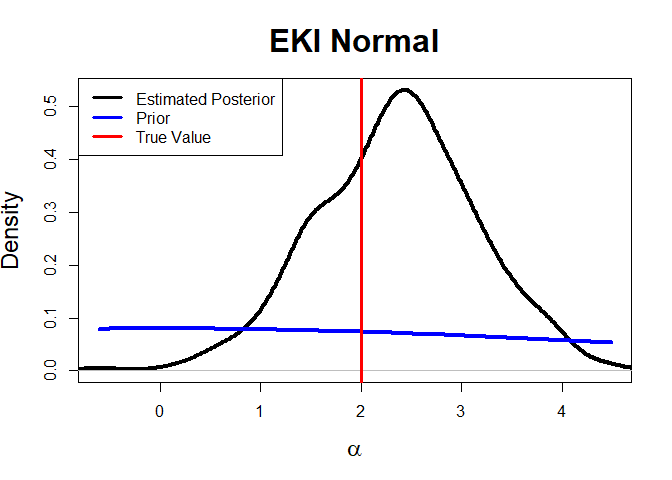 EKI Normal
Estimated Posterior
Prior
True Value
Density
0.0
0.1
0.2
0.3
0.4
0.5
0 1 2 3 4
α